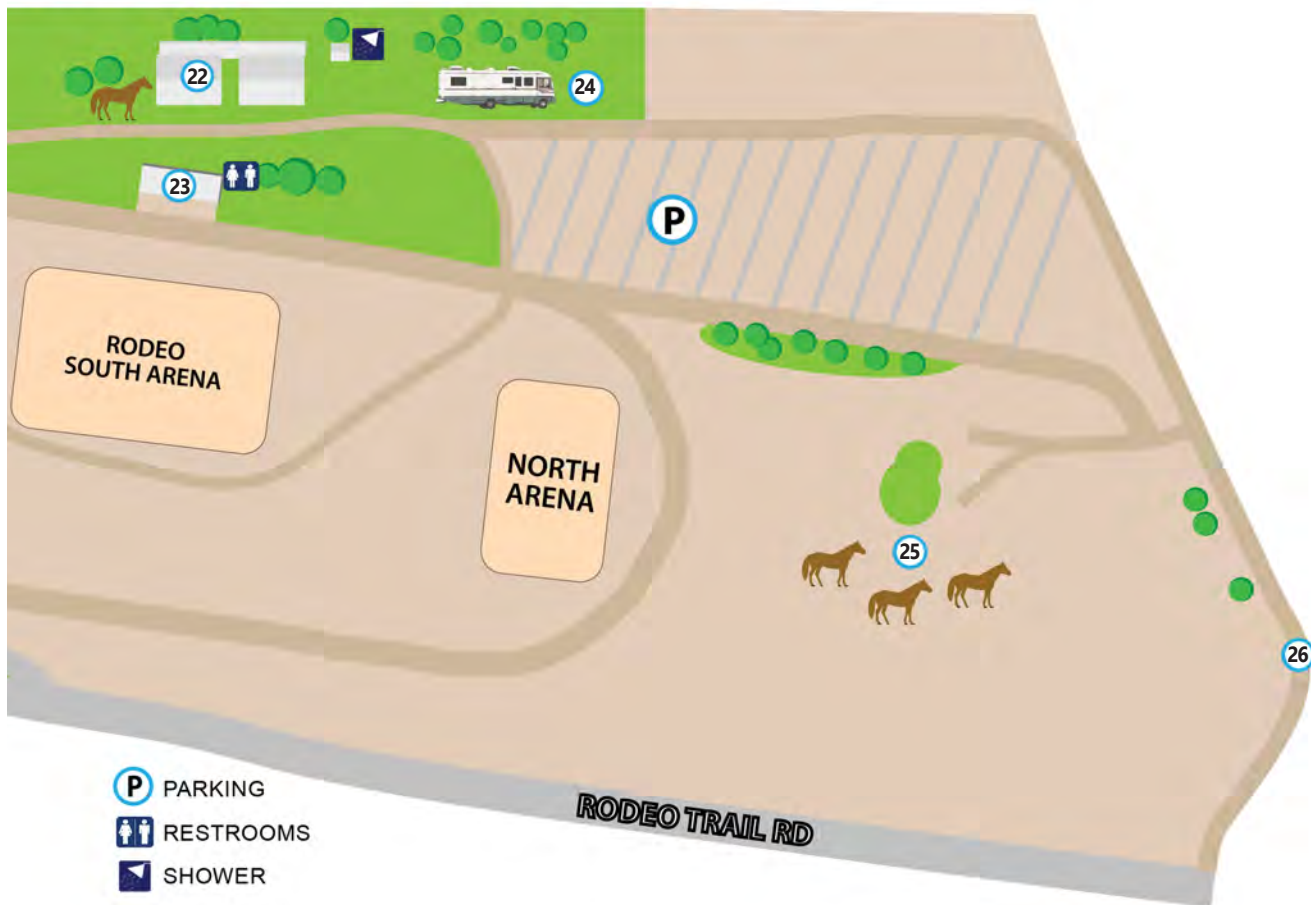 22
24
23
P
RODEO
SOUTH ARENA
NORTH
ARENA
25
26
RODEO TRAIL RD
P PARKING
RESTROOMS
SHOWER